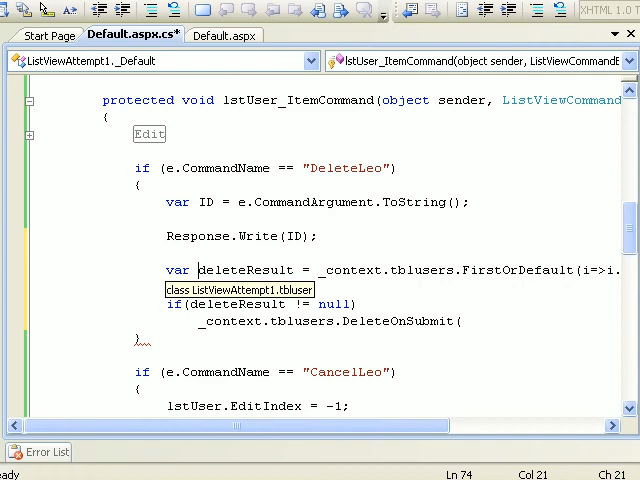 XHTML 1.0 T
Start Page Default.aspx.cs* Default.aspx
ListViewAttempt1._Default lstUser_ItemCommand(object sender, ListViewCommandE
protected void lstUser_ItemCommand(object sender, ListViewCommand
{
Edit
if (e.CommandName == "DeleteLeo")
{
var ID = e.CommandArgument.ToString();
Response.Write(ID);
var deleteResult = _context.tblusers.FirstOrDefault(i=>i.
class ListViewAttempt1.tbluser
if(deleteResult != null)
_context.tblusers.DeleteOnSubmit(
}
if (e.CommandName == "CancelLeo")
{
lstUser.EditIndex = -1;
Error List
eady Ln 74 Col 21 Ch 21